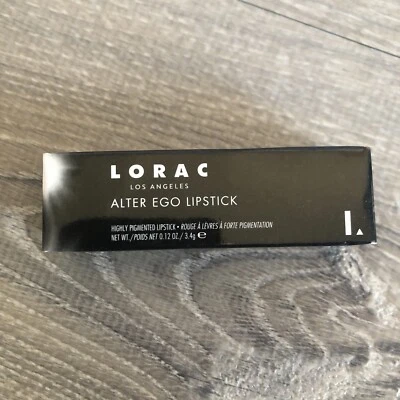 LORAC
LOS ANGELES
ALTER EGO LIPSTICK
HIGHLY PIGMENTED LIPSTICK • ROUGE À LÈVRES À FORTE PIGMENTATION
NET WT./POIDS NET 0.12 OZ / 3.4g ℮
L.A.